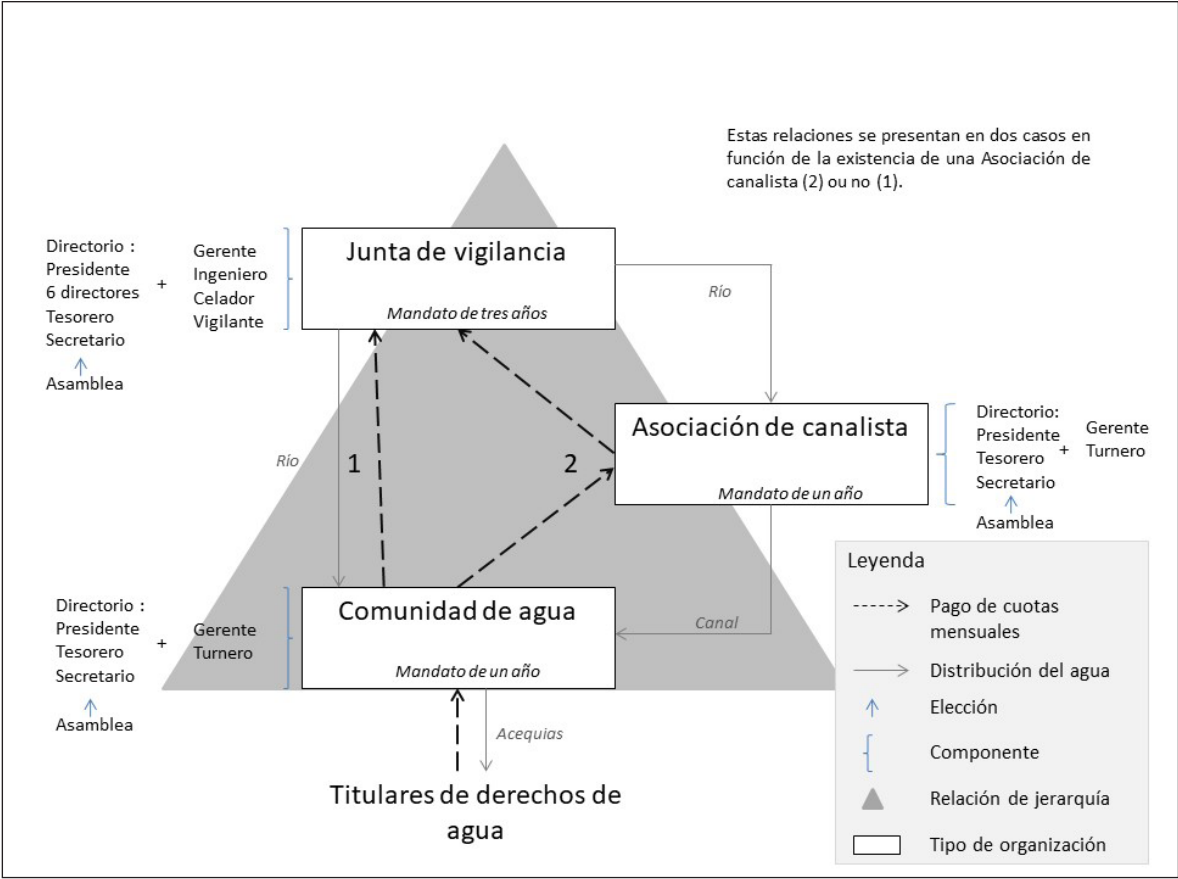 Estas relaciones se presentan en dos casos en
función de la existencia de una Asociación de
canalista (2) ou no (1).
Directorio :
Presidente
6 directores
Tesorero
Secretario
+
Gerente
Ingeniero
Celador
Vigilante
Asamblea
Junta de vigilancia
Mandato de tres años
Río
Río
1
2
Asociación de canalista
Mandato de un año
Directorio:
Presidente
Tesorero
Secretario
+
Gerente
Turnero
Asamblea
Directorio :
Presidente
Tesorero
Secretario
+
Gerente
Turnero
Asamblea
Comunidad de agua
Mandato de un año
Canal
Acequias
Titulares de derechos de
agua
Leyenda
Pago de cuotas
mensuales
Distribución del agua
Elección
Componente
Relación de jerarquía
Tipo de organización